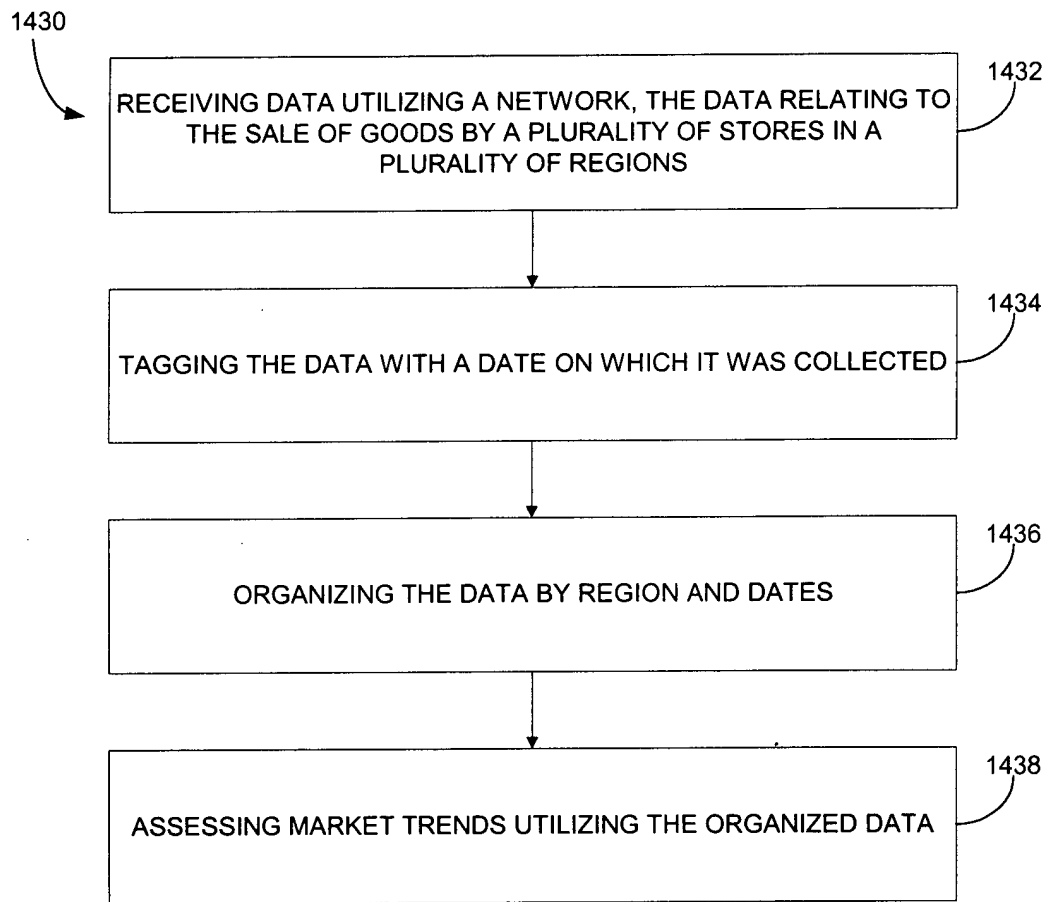 1430
1432
RECEIVING DATA UTILIZING A NETWORK, THE DATA RELATING TO
THE SALE OF GOODS BY A PLURALITY OF STORES IN A
PLURALITY OF REGIONS
1434
TAGGING THE DATA WITH A DATE ON WHICH IT WAS COLLECTED
1436
ORGANIZING THE DATA BY REGION AND DATES
1438
ASSESSING MARKET TRENDS UTILIZING THE ORGANIZED DATA